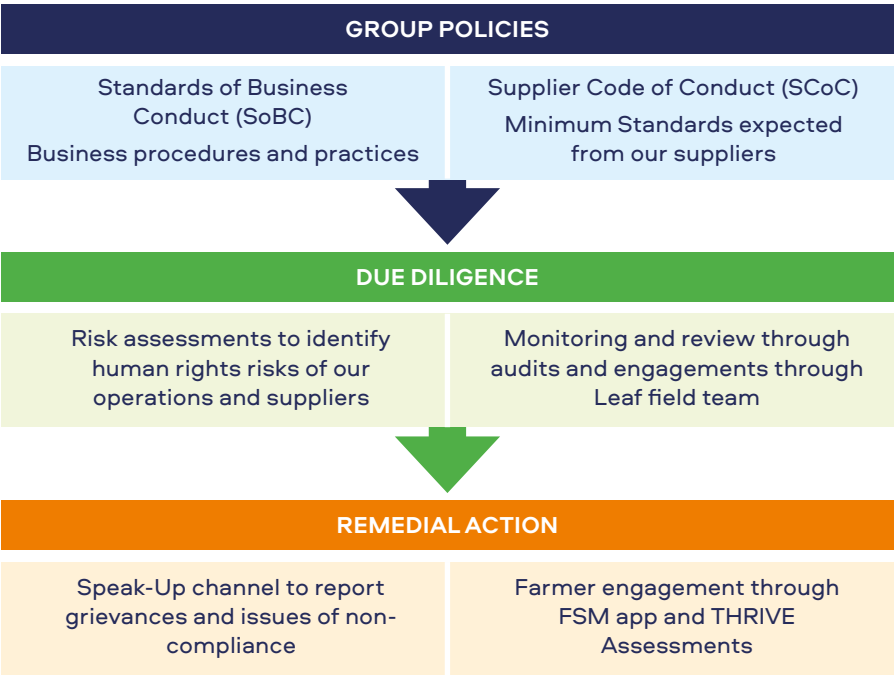 GROUP POLICIES
Standards of Business
Conduct (SoBC)
Business procedures and practices
Supplier Code of Conduct (SCoC)
Minimum Standards expected
from our suppliers
DUE DILIGENCE
Risk assessments to identify
human rights risks of our
operations and suppliers
Monitoring and review through
audits and engagements through
Leaf field team
REMEDIAL ACTION
Speak-Up channel to report
grievances and issues of non-
compliance
Farmer engagement through
FSM app and THRIVE
Assessments